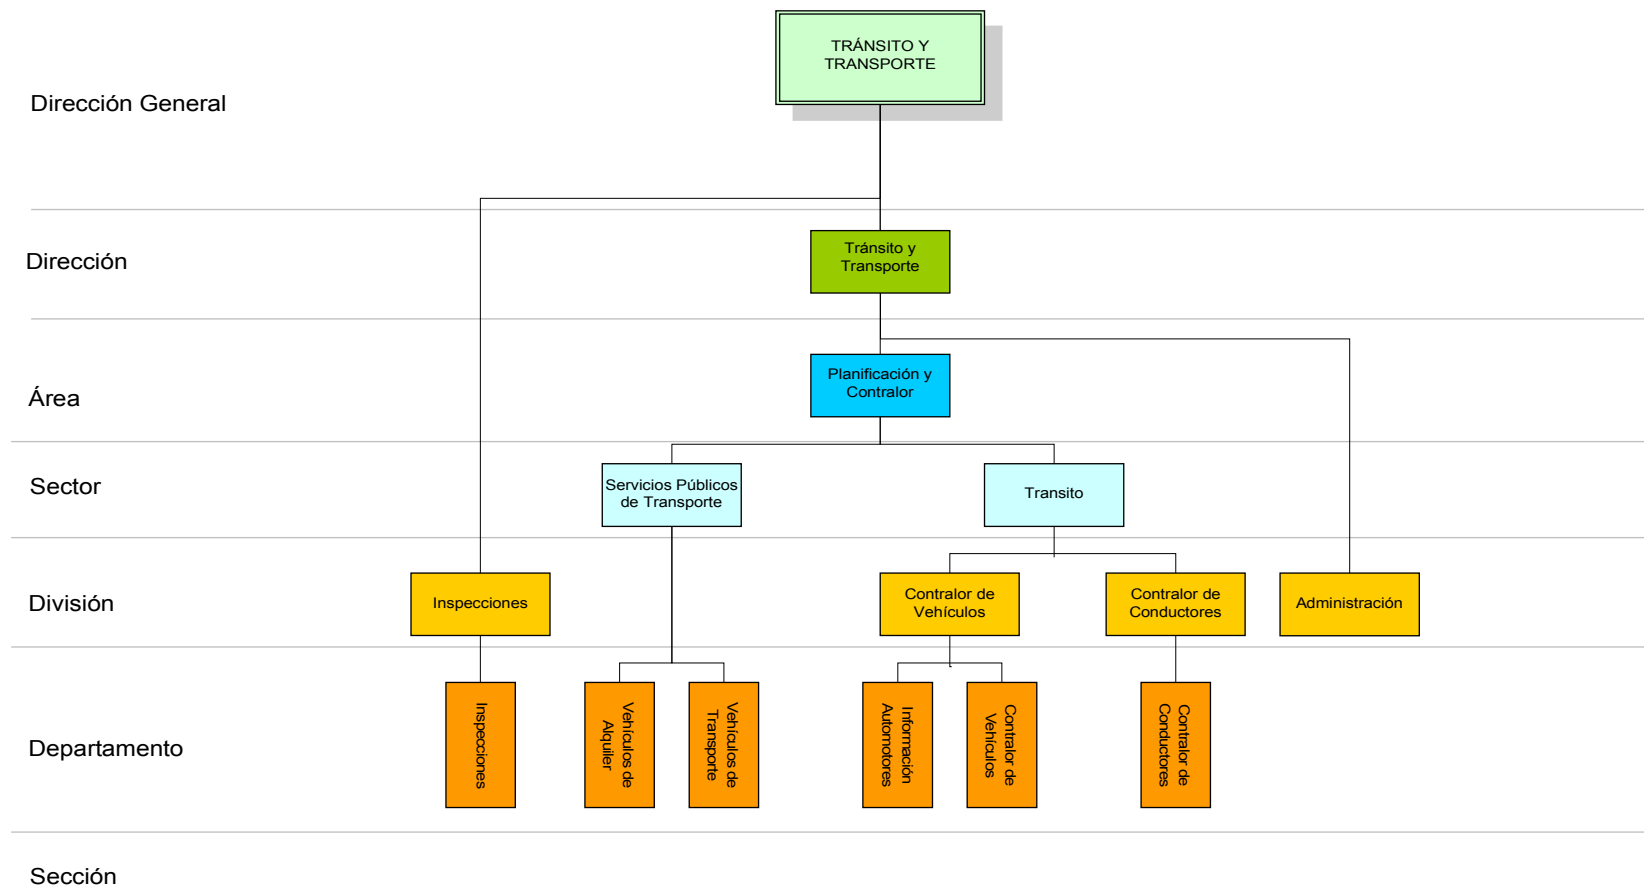 TRÁNSITO Y
TRANSPORTE
Dirección General
Dirección
Tránsito y
Transporte
Área
Planificación y
Contralor
Sector
Servicios Públicos
de Transporte
Transito
División
Inspecciones
Contralor de
Vehículos
Contralor de
Conductores
Administración
Departamento
Inspecciones
Vehículos de
Alquiler
Vehículos de
Transporte
Información
Automotores
Contralor de
Vehículos
Contralor de
Conductores
Sección